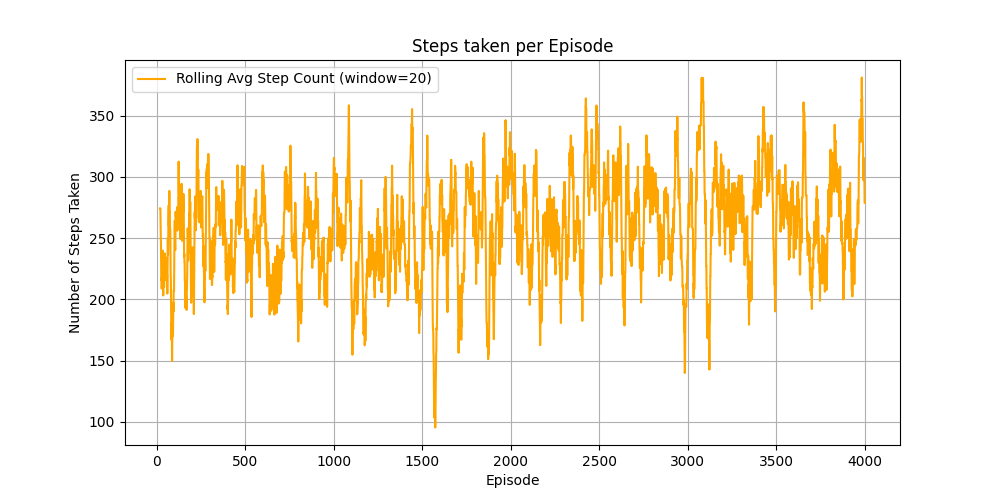 Steps taken per Episode
Rolling Avg Step Count (window=20)
Number of Steps Taken
350
300
250
200
150
100
0 500 1000 1500 2000 2500 3000 3500 4000
Episode